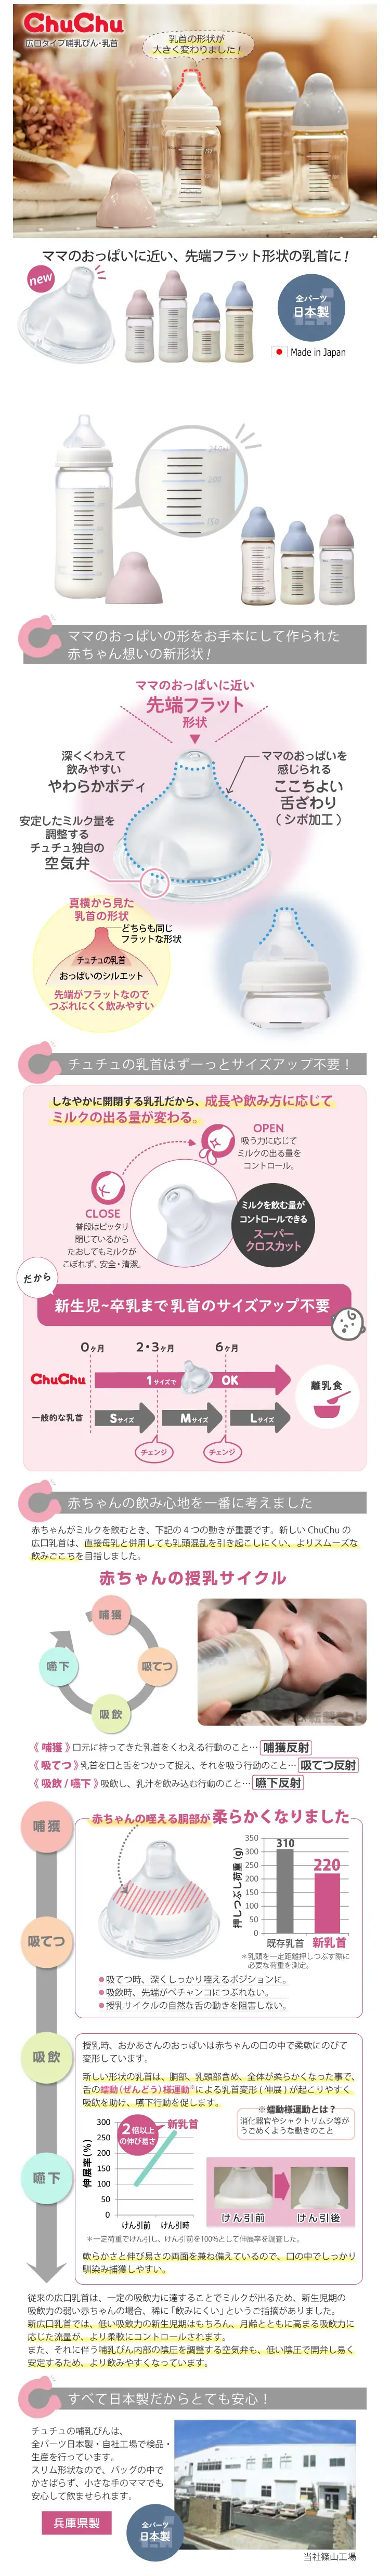 ChuChu
広口タイプ哺乳びん・乳首
乳首の形状が
大きく変わりました!
ママのおっぱいに近い、先端フラット形状の乳首に!
new
全パーツ
日本製
Made in Japan
240
200
150
ママのおっぱいの形をお手本にして作られた
赤ちゃん想いの新形状!
ママのおっぱいに近い
先端フラット
形状
深くくわえて
飲みやすい
やわらかボディ
ママのおっぱいを
感じられる
ここちよい
舌ざわり
(シボ加工)
安定したミルク量を
調整する
チュチュ独自の
空気弁
真横から見た
乳首の形状
どちらも同じ
フラットな形状
チュチュの乳首
おっぱいのシルエット
先端がフラットなので
つぶれにくく飲みやすい
チュチュの乳首はずーっとサイズアップ不要!
しなやかに開閉する乳孔だから、成長や飲み方に応じて
ミルクの出る量が変わる。
OPEN
吸う力に応じて
ミルクの出る量を
コントロール。
CLOSE
普段はピッタリ
閉じているから
たおしてもミルクが
こぼれず、安全・清潔。
ミルクを飲む量が
コントロールできる
スーパー
クロスカット
だから
新生児~卒乳まで乳首のサイズアップ不要
0ヶ月
2・3ヶ月
6ヶ月
ChuChu
1サイズで
OK
離乳食
一般的な乳首
Sサイズ
Mサイズ
Lサイズ
チェンジ
チェンジ
赤ちゃんの飲み心地を一番に考えました
赤ちゃんがミルクを飲むとき、下記の4つの動きが重要です。新しい ChuChu の
広口乳首は、直接母乳と併用しても乳頭混乱を引き起こしにくい、よりスムーズな
飲みごこちを目指しました。
赤ちゃんの授乳サイクル
哺獲
嚥下
吸てつ
吸飲
《 哺獲 》口元に持ってきた乳首をくわえる行動のこと… 哺獲反射
《 吸てつ 》乳首を口と舌をつかって捉え、それを吸う行動のこと… 吸てつ反射
《 吸飲 / 嚥下 》吸飲し、乳汁を飲み込む行動のこと… 嚥下反射
哺獲
赤ちゃんの咥える胴部が 柔らかくなりました
押しつぶし荷重 (g)
350
300
250
200
150
100
50
0
310
220
既存乳首
新乳首
*乳頭を一定距離押しつぶす際に
必要な荷重を測定。
吸てつ
●吸てつ時、深くしっかり咥えるポジションに。
●吸飲時、先端がペチャンコにつぶれない。
●授乳サイクルの自然な舌の動きを阻害しない。
吸飲
授乳時、おかあさんのおっぱいは赤ちゃんの口の中で柔軟にのびて
変形しています。
新しい形状の乳首は、胴部、乳頭部含め、全体が柔らかくなった事で、
舌の蠕動(ぜんどう)様運動※による乳首変形(伸展)が起こりやすく
吸飲を助け、嚥下行動を促します。
※蠕動様運動とは?
消化器官やシャクトリムシ等が
うごめくような動きのこと
嚥下
伸展率(%)
300
250
200
150
100
50
0
2倍以上
の伸び易さ
新乳首
けん引前
けん引時
けん引前
けん引後
*一定荷重でけん引し、けん引前を100%として伸展率を調査した。
軟らかさと伸び易さの両面を兼ね備えているので、口の中でしっかり
馴染み捕獲しやすい。
従来の広口乳首は、一定の吸飲力に達することでミルクが出るため、新生児期の
吸飲力の弱い赤ちゃんの場合、稀に「飲みにくい」というご指摘がありました。
新広口乳首では、低い吸飲力の新生児期はもちろん、月齢とともに高まる吸飲力に
応じた流量が、より柔軟にコントロールされます。
また、それに伴う哺乳びん内部の陰圧を調整する空気弁も、低い陰圧で開弁し易く
安定するため、より飲みやすくなっています。
すべて日本製だからとても安心!
チュチュの哺乳びんは、
全パーツ日本製・自社工場で検品・
生産を行っています。
スリム形状なので、バッグの中で
かさばらず、小さな手のママでも
安心して飲ませられます。
兵庫県製
全パーツ
日本製
当社篠山工場